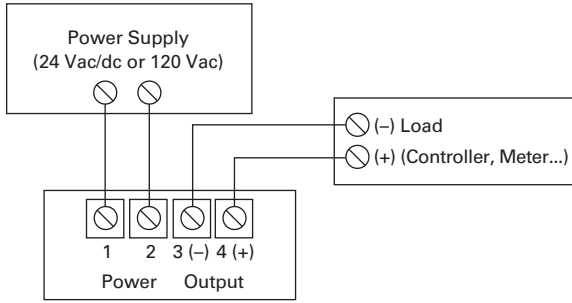 Power Supply
(24 Vac/dc or 120 Vac)
(–) Load
(+) (Controller, Meter...)
1 2 3 (–) 4 (+)
Power Output